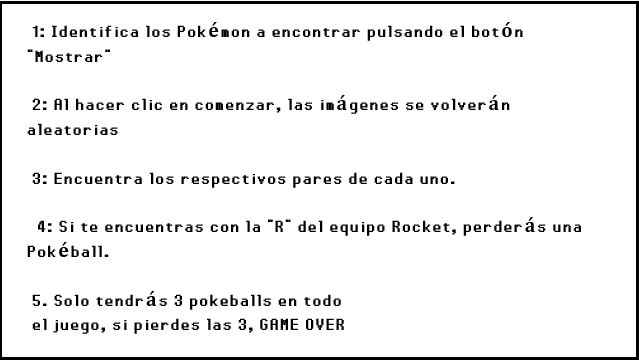 1: Identifica los Pokémon a encontrar pulsando el botón
"Mostrar"
2: Al hacer clic en comenzar, las imágenes se volverán
aleatorias
3: Encuentra los respectivos pares de cada uno.
4: Si te encuentras con la "R" del equipo Rocket, perderás una
Pokéball.
5. Solo tendrás 3 pokeballs en todo
el juego, si pierdes las 3, GAME OVER